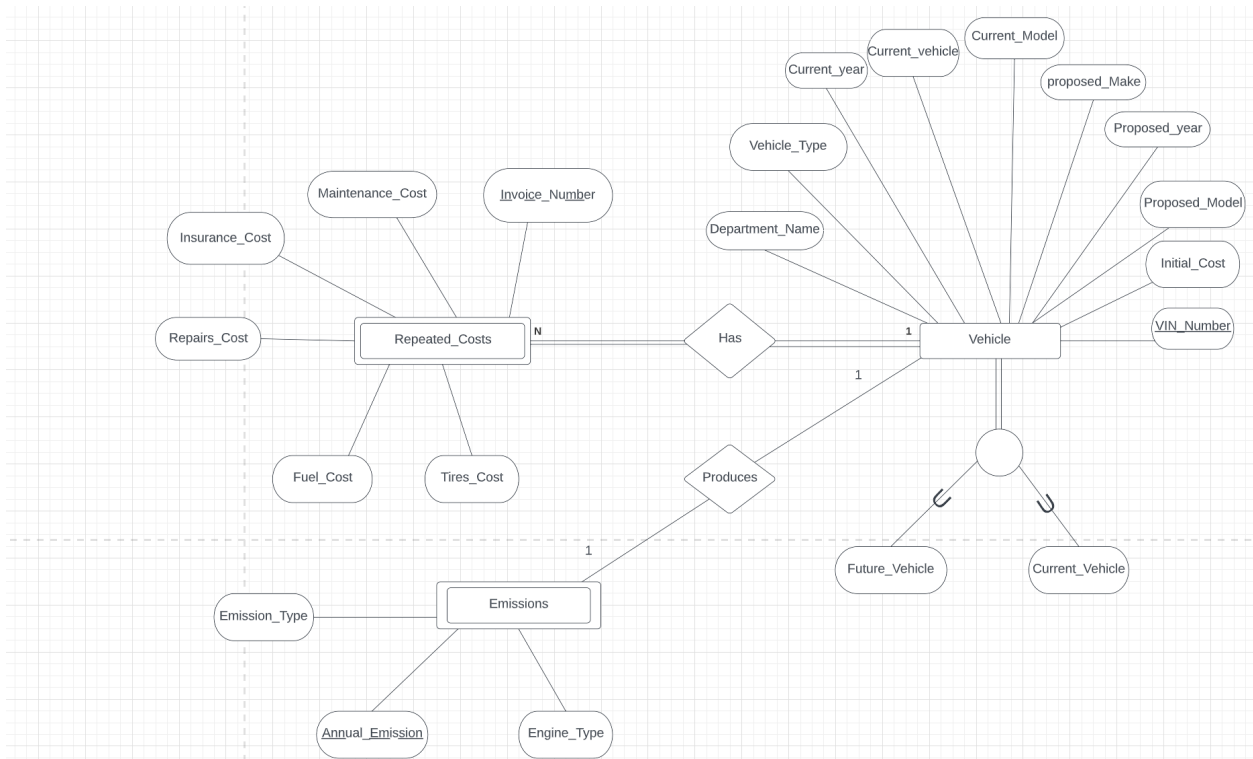 Current_Model
Current_vehicle
Current_year
proposed_Make
Proposed_year
Vehicle_Type
Maintenance_Cost
Invoice_Number
Proposed_Model
Department_Name
Insurance_Cost
Initial_Cost
VIN_Number
Repairs_Cost
Repeated_Costs
N
Has
1
Vehicle
1
Fuel_Cost
Tires_Cost
Produces
1
Future_Vehicle
Current_Vehicle
Emissions
Emission_Type
Annual_Emission
Engine_Type